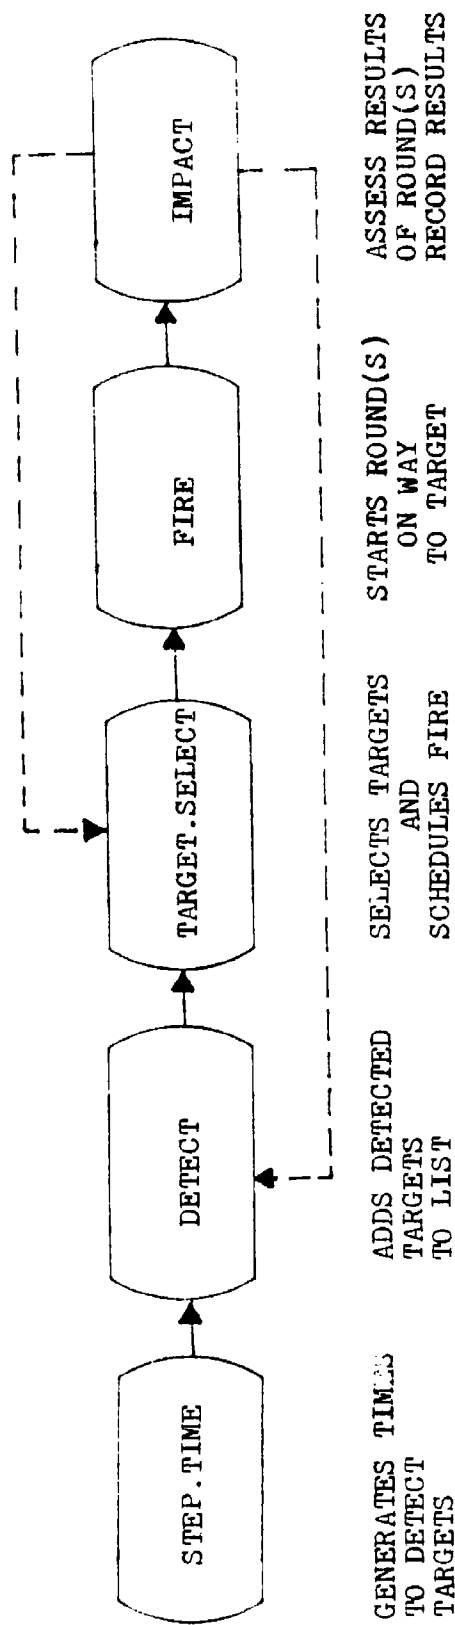 STEP.TIME
DETECT
TARGET.SELECT
FIRE
IMPACT
GENERATES TIMES
TO DETECT
TARGETS
ADDS DETECTED
TARGETS
TO LIST
SELECTS TARGETS
AND
SCHEDULES FIRE
STARTS ROUND(S)
ON WAY
TO TARGET
ASSESS RESULTS
OF ROUND(S)
RECORD RESULTS